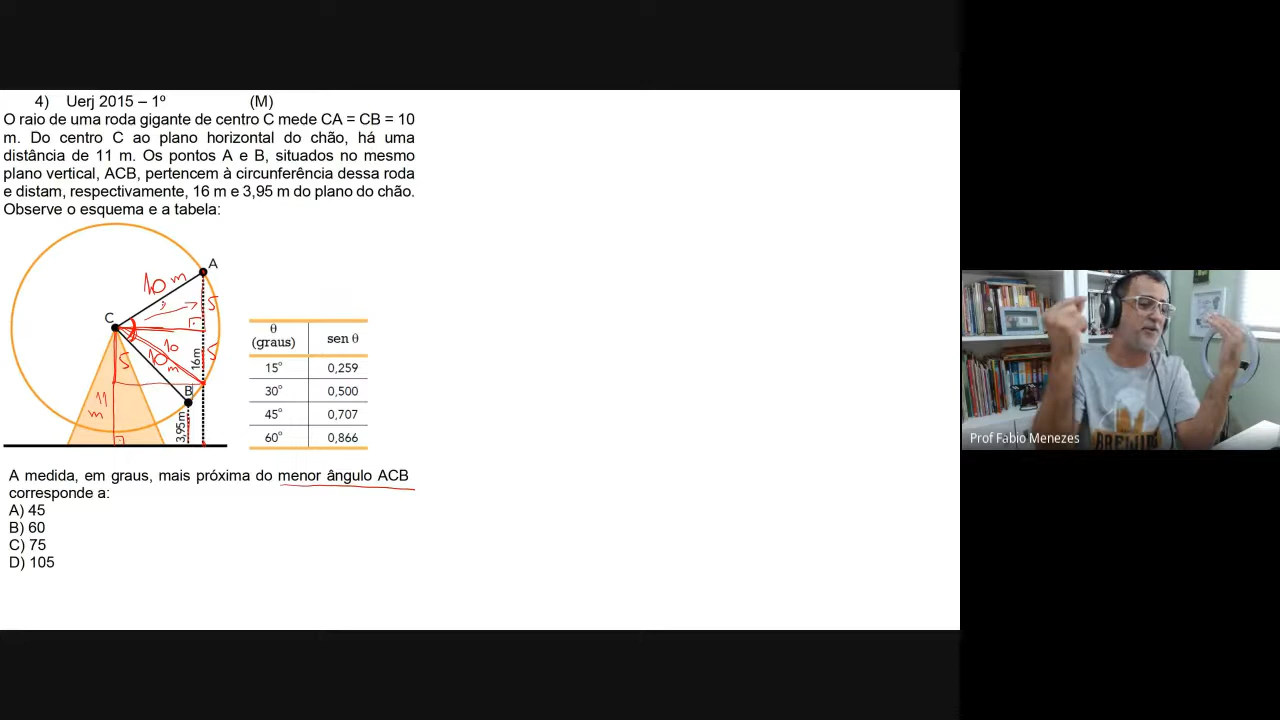 4) Uerj 2015 – 1º (M)
O raio de uma roda gigante de centro C mede CA = CB = 10
m. Do centro C ao plano horizontal do chão, há uma
distância de 11 m. Os pontos A e B, situados no mesmo
plano vertical, ACB, pertencem à circunferência dessa roda
e distam, respectivamente, 16 m e 3,95 m do plano do chão.
Observe o esquema e a tabela:
A
10 m
5
C
10
10 m
5
5
16m
B
11 m
3,95m
θ (graus) sen θ
15° 0,259
30° 0,500
45° 0,707
60° 0,866
A medida, em graus, mais próxima do menor ângulo ACB
corresponde a:
A) 45
B) 60
C) 75
D) 105
Prof Fabio Menezes